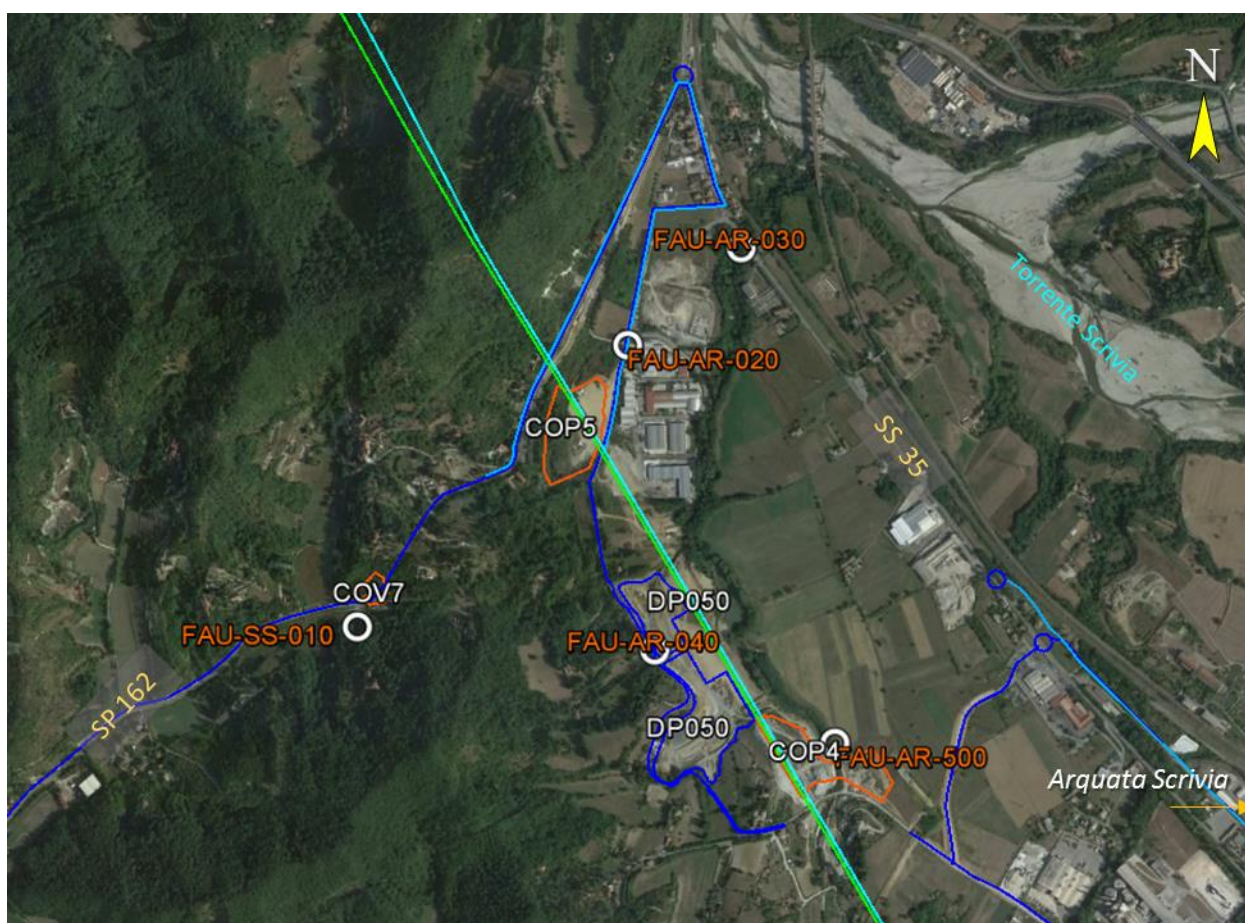 N
FAU-AR-030
Torrente Scrivia
FAU-AR-020
COP5
SS 35
COV7
DP050
FAU-SS-010
FAU-AR-040
SP 162
DP050
COP4
FAU-AR-500
Arquata Scrivia